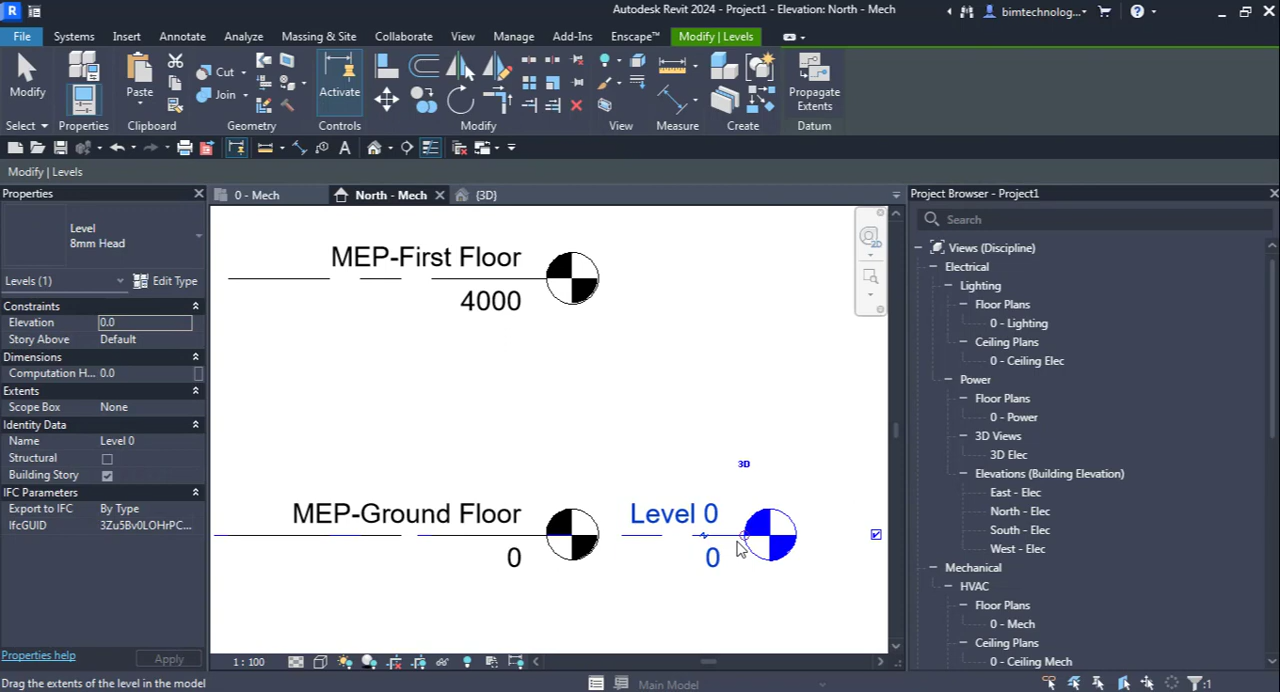 R Autodesk Revit 2024 - Project1 - Elevation: North - Mech bimtechnolog...
File Systems Insert Annotate Analyze Massing & Site Collaborate View Manage Add-Ins Enscape™ Modify | Levels
Modify Paste Cut Join Activate Propagate Extents
Select Properties Clipboard Geometry Controls Modify View Measure Create Datum
Modify | Levels
Properties
0 - Mech North - Mech {3D}
Project Browser - Project1
Search
Level
8mm Head
Levels (1) Edit Type
Constraints
Elevation 0.0
Story Above Default
Dimensions
Computation H... 0.0
Extents
Scope Box None
Identity Data
Name Level 0
Structural
Building Story
IFC Parameters
Export to IFC By Type
IfcGUID 3Zu5Bv0LOHrPC...
Properties help Apply
MEP-First Floor
4000
3D
MEP-Ground Floor
0
Level 0
0
2D
Views (Discipline)
Electrical
Lighting
Floor Plans
0 - Lighting
Ceiling Plans
0 - Ceiling Elec
Power
Floor Plans
0 - Power
3D Views
3D Elec
Elevations (Building Elevation)
East - Elec
North - Elec
South - Elec
West - Elec
Mechanical
HVAC
Floor Plans
0 - Mech
Ceiling Plans
0 - Ceiling Mech
1 : 100
Drag the extents of the level in the model
Main Model
:1